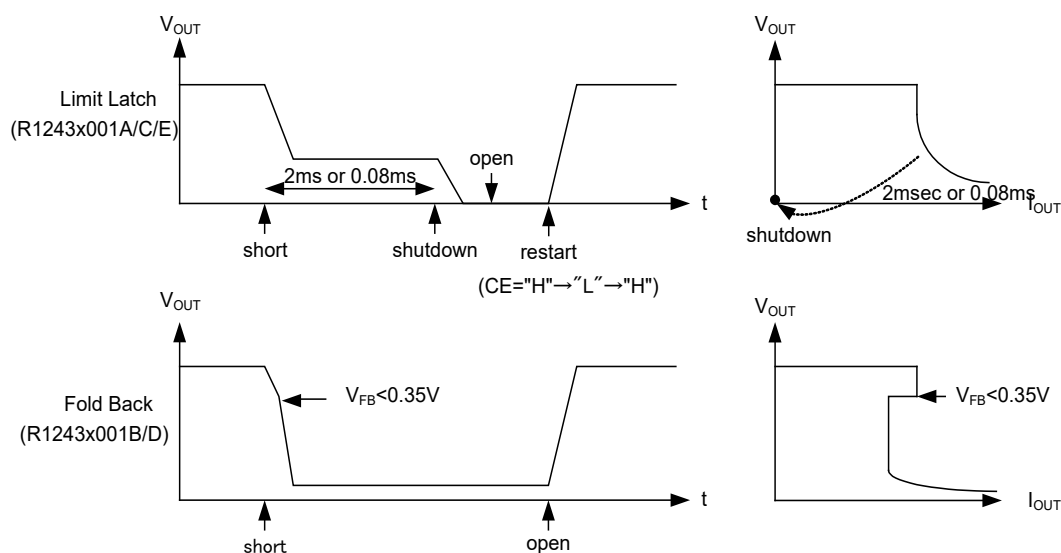 VOUT
VOUT
Limit Latch
(R1243x001A/C/E)
open
2ms or 0.08ms
2msec or 0.08ms
t
IOUT
short
shutdown
restart
shutdown
(CE="H"→″L″→"H")
VOUT
VOUT
VFB<0.35V
VFB<0.35V
Fold Back
(R1243x001B/D)
t
IOUT
short
open